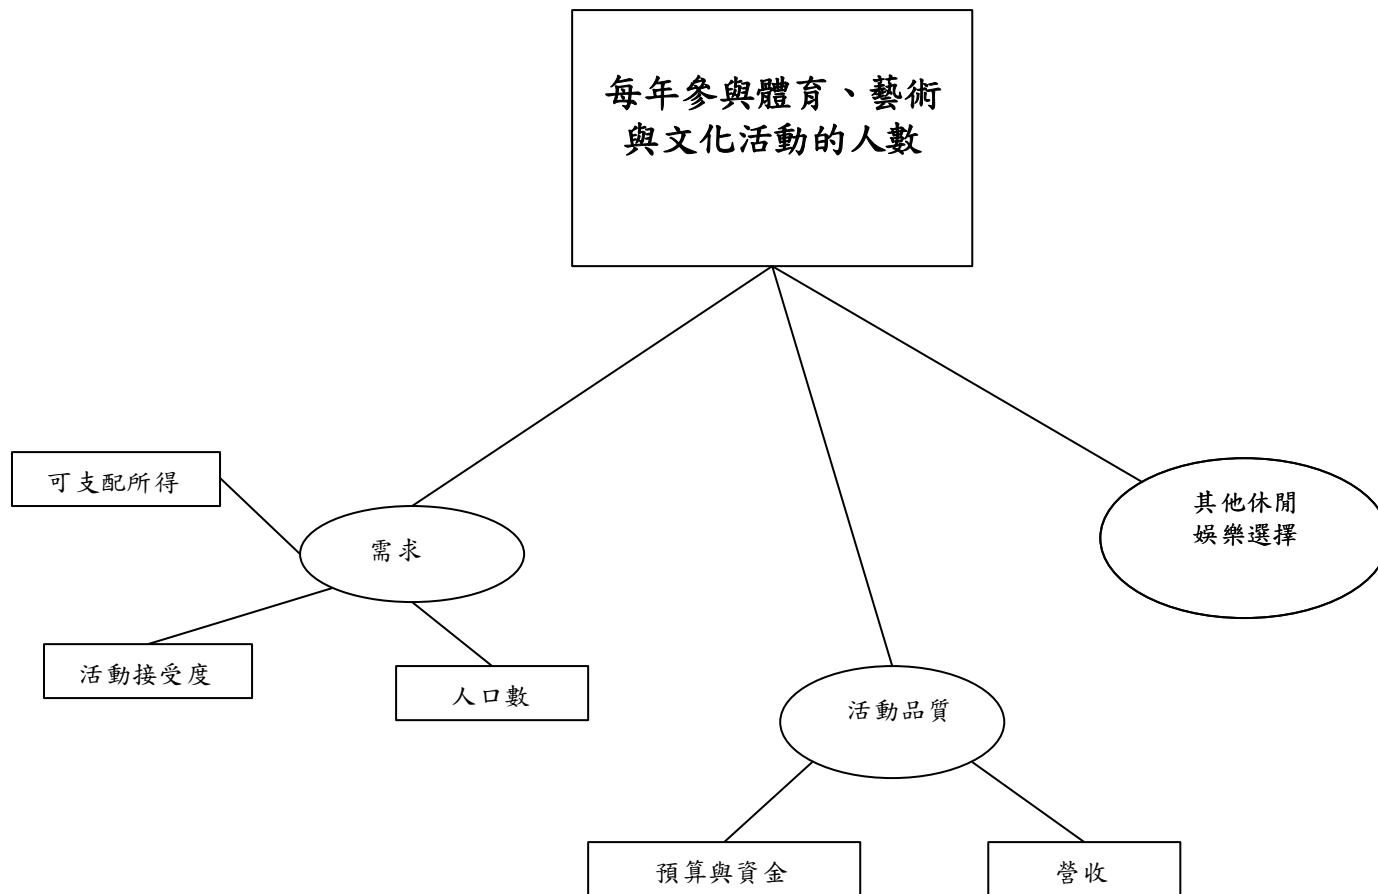 每年參與體育、藝術
與文化活動的人數
可支配所得
需求
其他休閒
娛樂選擇
活動接受度
人口數
活動品質
預算與資金
營收